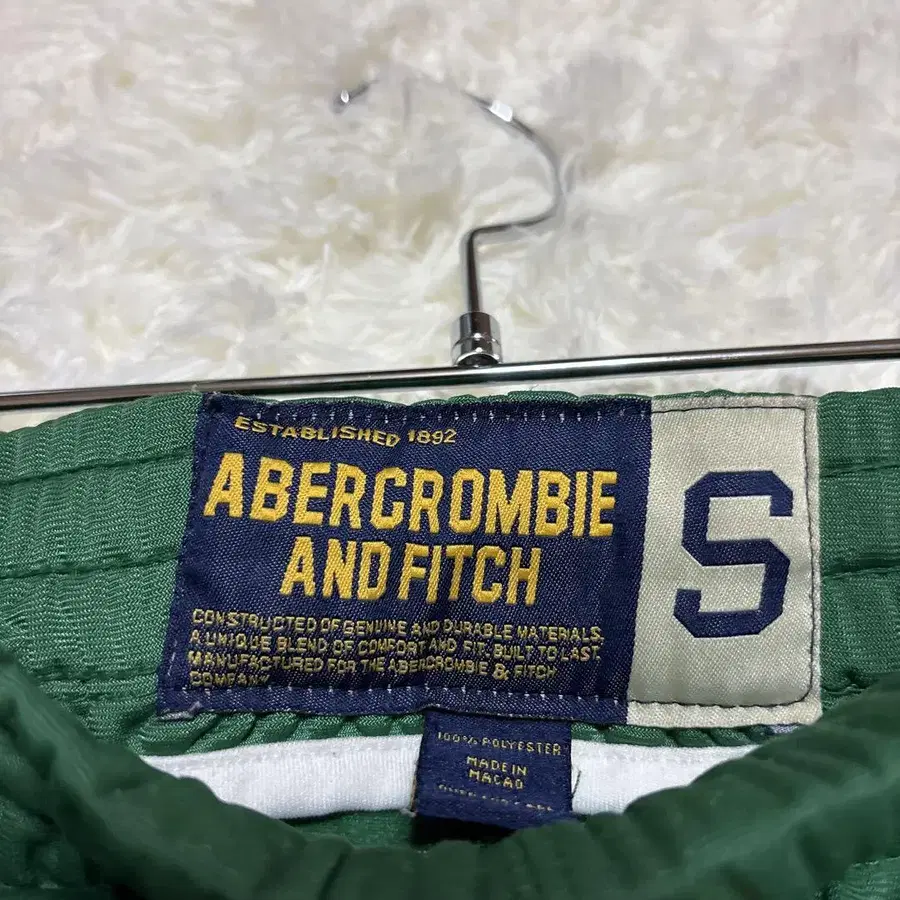 ESTABLISHED 1892
ABERCROMBIE
AND FITCH
S
CONSTRUCTED OF GENUINE AND DURABLE MATERIALS.
A UNIQUE BLEND OF COMFORT AND FIT. BUILT TO LAST.
MANUFACTURED FOR THE ABERCROMBIE & FITCH
COMPANY
100% POLYESTER
MADE IN
MACAO